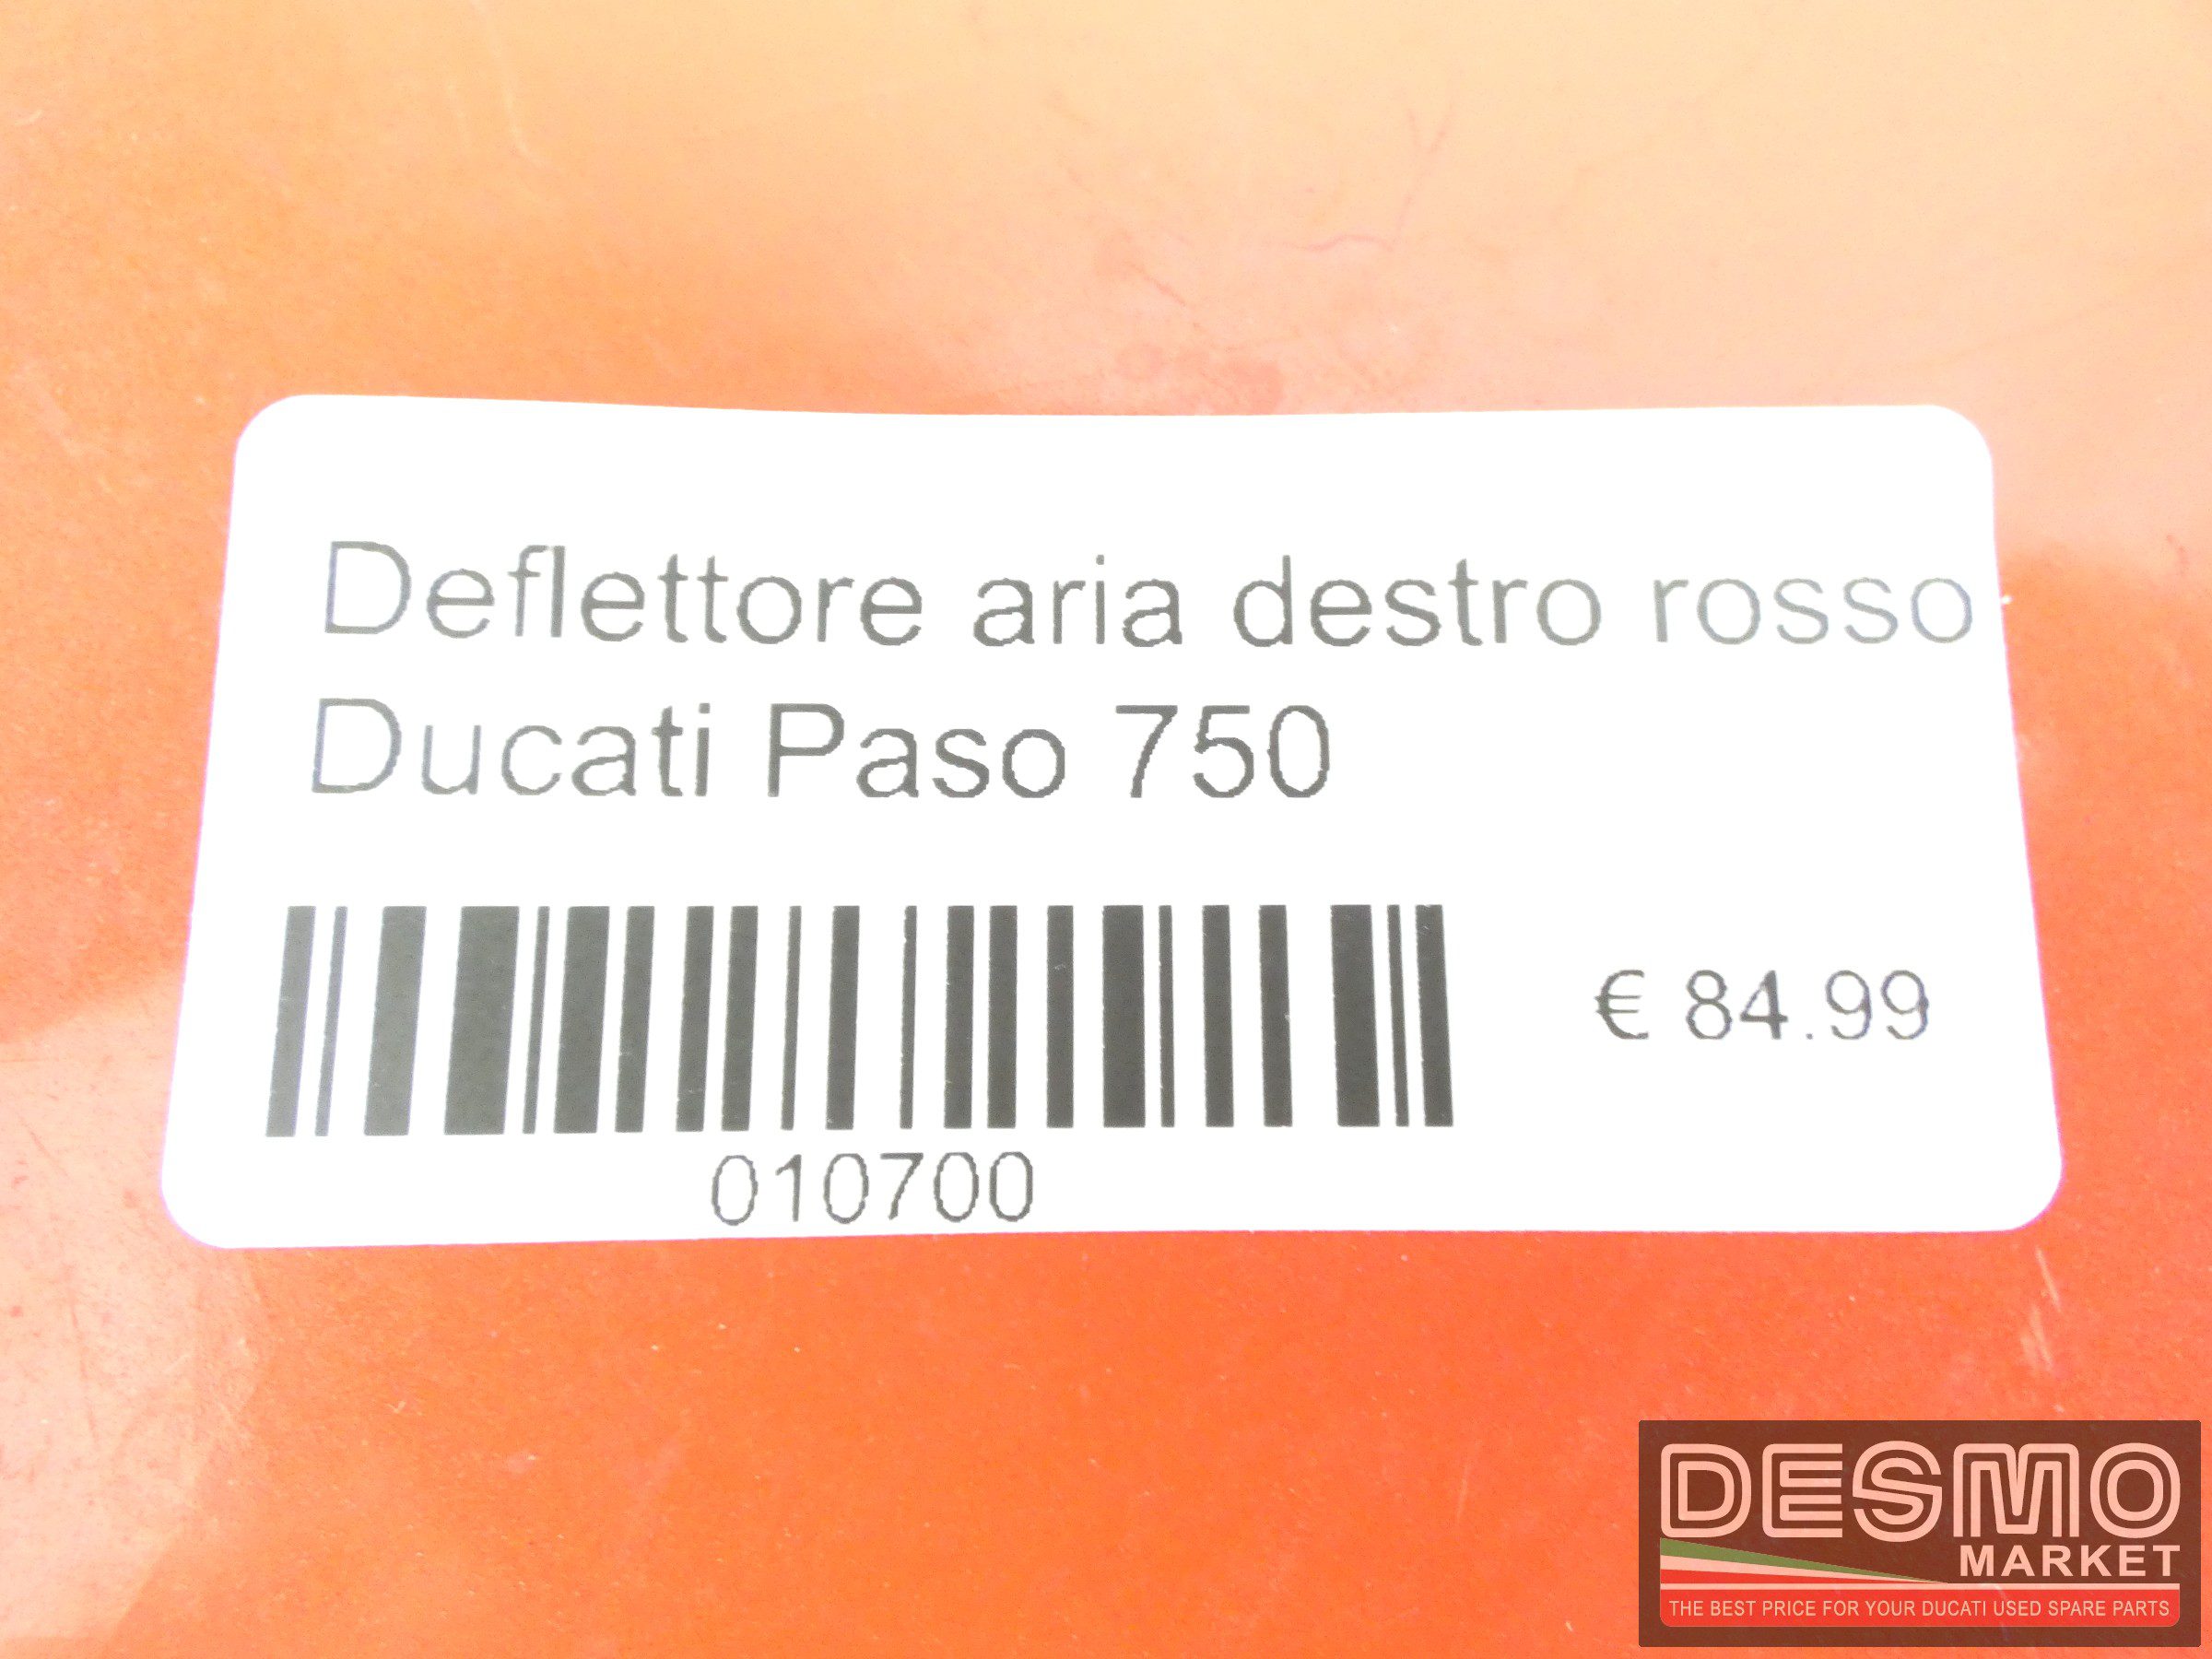 Deflettore aria destro rosso
Ducati Paso 750
€ 84.99
010700
DESMO
MARKET
THE BEST PRICE FOR YOUR DUCATI USED SPARE PARTS